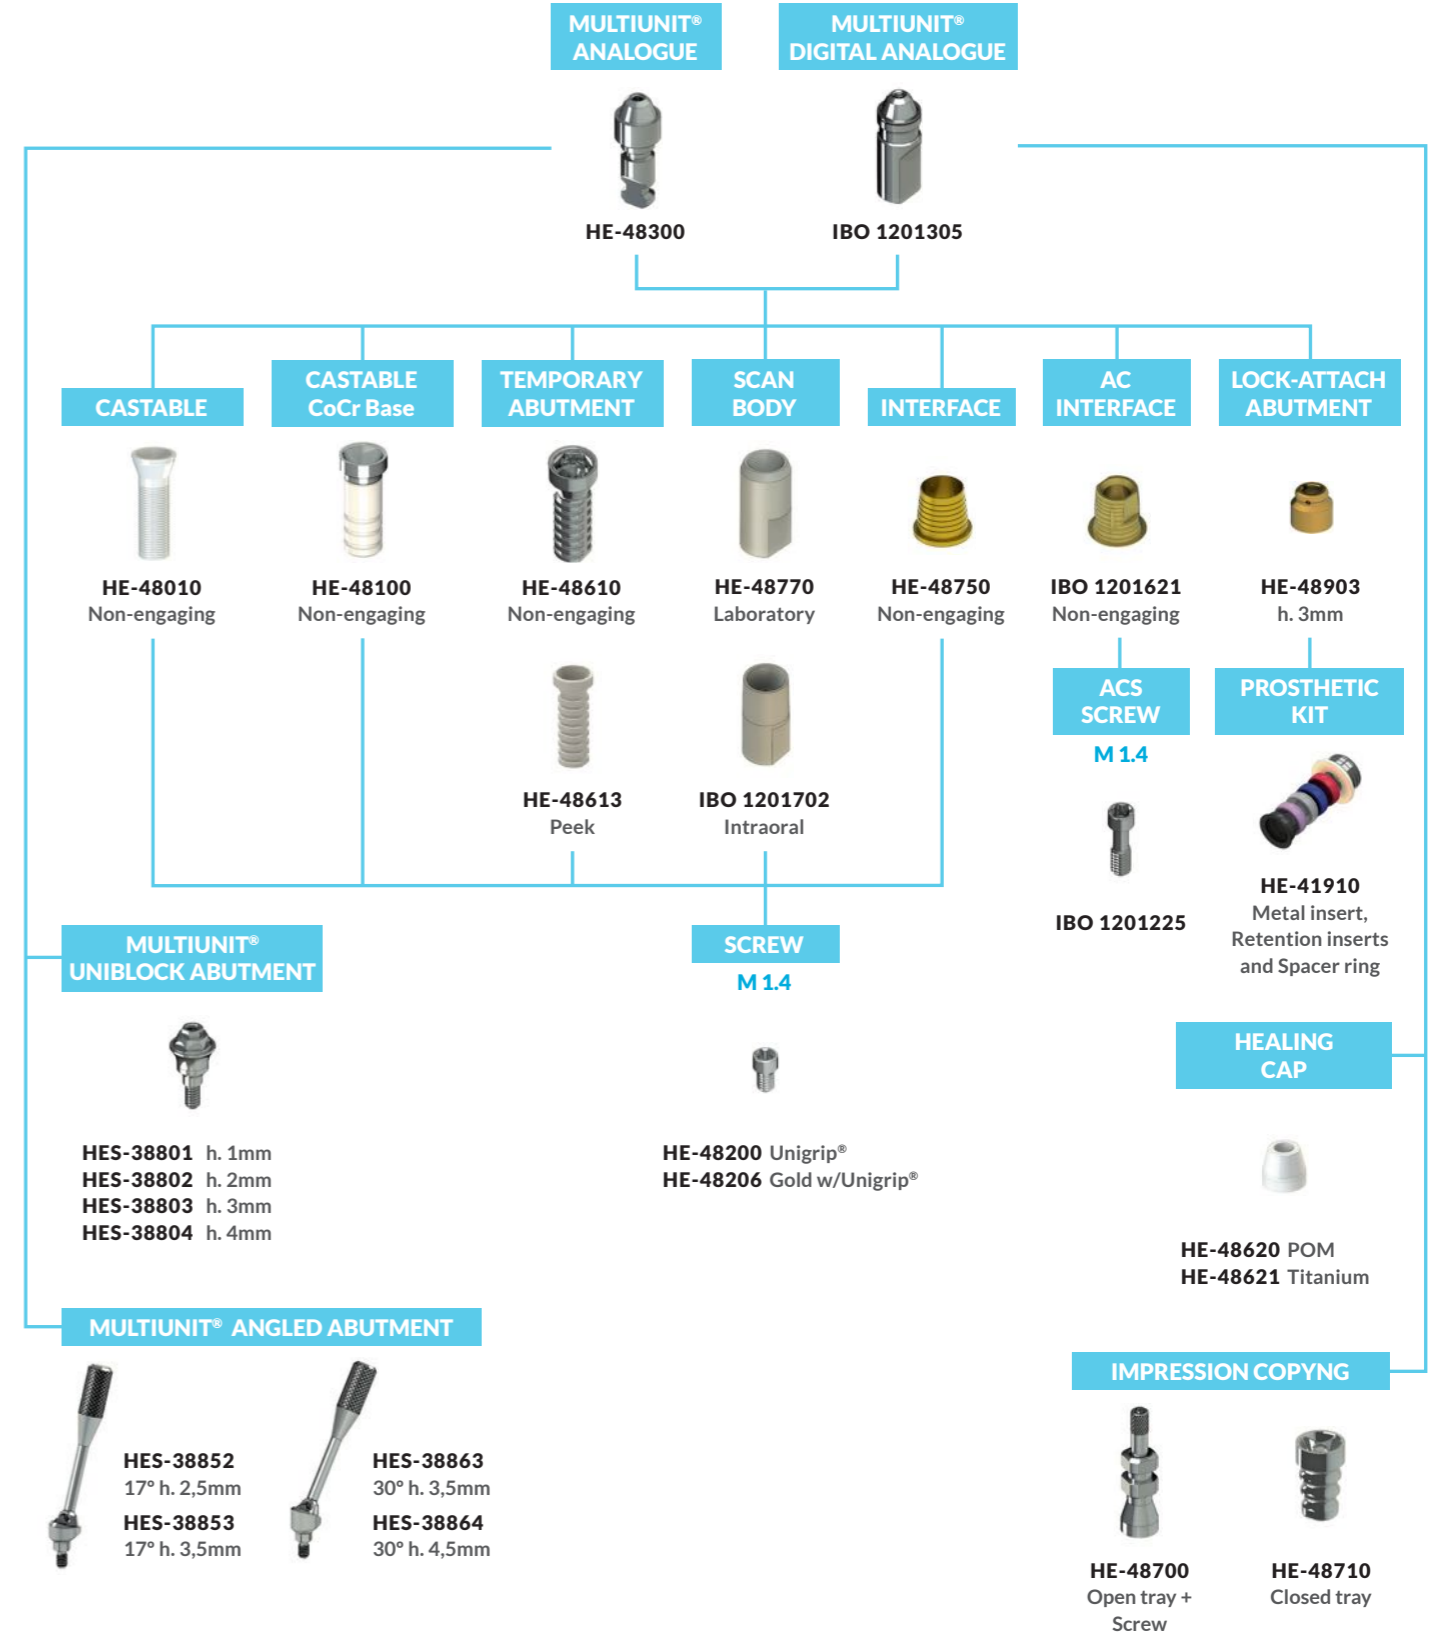 MULTIUNIT®
ANALOGUE
MULTIUNIT®
DIGITAL ANALOGUE
HE-48300
IBO 1201305
CASTABLE
CASTABLE
CoCr Base
TEMPORARY
ABUTMENT
SCAN
BODY
INTERFACE
AC
INTERFACE
LOCK-ATTACH
ABUTMENT
HE-48010
Non-engaging
HE-48100
Non-engaging
HE-48610
Non-engaging
HE-48770
Laboratory
HE-48750
Non-engaging
IBO 1201621
Non-engaging
HE-48903
h. 3mm
HE-48613
Peek
IBO 1201702
Intraoral
ACS
SCREW
M 1.4
IBO 1201225
PROSTHETIC
KIT
HE-41910
Metal insert,
Retention inserts
and Spacer ring
MULTIUNIT®
UNIBLOCK ABUTMENT
HES-38801 h. 1mm
HES-38802 h. 2mm
HES-38803 h. 3mm
HES-38804 h. 4mm
SCREW
M 1.4
HE-48200 Unigrip®
HE-48206 Gold w/Unigrip®
HEALING
CAP
HE-48620 POM
HE-48621 Titanium
MULTIUNIT® ANGLED ABUTMENT
HES-38852
17° h. 2,5mm
HES-38853
17° h. 3,5mm
HES-38863
30° h. 3,5mm
HES-38864
30° h. 4,5mm
IMPRESSION COPYNG
HE-48700
Open tray +
Screw
HE-48710
Closed tray